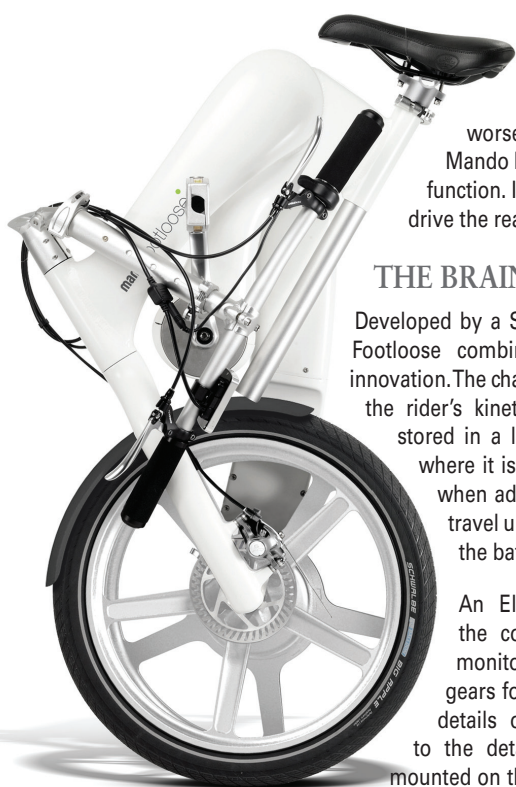 worse
Mando
function. I
drive the rea
THE BRAIN
Developed by a S
Footloose combin
innovation. The cha
the rider's kinet
stored in a l
where it is
when ad
travel u
the bat
An El
the co
monito
gears fo
details o
to the det
mounted on th
otloose
SCHWALBE
BIG APPLE